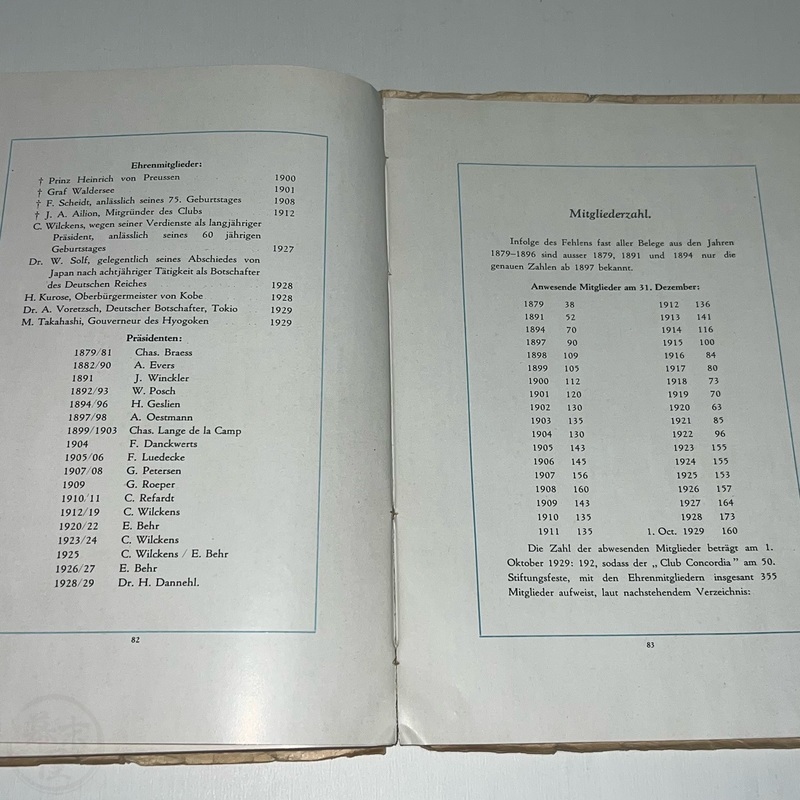 Ehrenmitglieder:
† Prinz Heinrich von Preussen 1900
† Graf Waldersee 1901
† F. Scheidt, anlässlich seines 75. Geburtstages 1908
† J. A. Ailion, Mitgründer des Clubs 1912
C. Wilckens, wegen seiner Verdienste als langjähriger
Präsident, anlässlich seines 60 jährigen
Geburtstages 1927
Dr. W. Solf, gelegentlich seines Abschiedes von
Japan nach achtjähriger Tätigkeit als Botschafter
des Deutschen Reiches 1928
H. Kurose, Oberbürgermeister von Kobe 1928
Dr. A. Voretzsch, Deutscher Botschafter, Tokio 1929
M. Takahashi, Gouverneur des Hyogoken 1929
Präsidenten:
1879/81 Chas. Braess
1882/90 A. Evers
1891 J. Winckler
1892/93 W. Posch
1894/96 H. Geslien
1897/98 A. Oestmann
1899/1903 Chas. Lange de la Camp
1904 F. Danckwerts
1905/06 F. Luedecke
1907/08 G. Petersen
1909 G. Roeper
1910/11 C. Refardt
1912/19 C. Wilckens
1920/22 E. Behr
1923/24 C. Wilckens
1925 C. Wilckens / E. Behr
1926/27 E. Behr
1928/29 Dr. H. Dannehl.
82
Mitgliederzahl.
Infolge des Fehlens fast aller Belege aus den Jahren
1879–1896 sind ausser 1879, 1891 und 1894 nur die
genauen Zahlen ab 1897 bekannt.
Anwesende Mitglieder am 31. Dezember:
1879 38 1912 136
1891 52 1913 141
1894 70 1914 116
1897 90 1915 100
1898 109 1916 84
1899 105 1917 80
1900 112 1918 73
1901 120 1919 70
1902 130 1920 63
1903 135 1921 85
1904 130 1922 96
1905 143 1923 155
1906 145 1924 155
1907 156 1925 153
1908 160 1926 157
1909 143 1927 164
1910 135 1928 173
1911 135 1. Oct. 1929 160
Die Zahl der abwesenden Mitglieder beträgt am 1.
Oktober 1929: 192, sodass der „Club Concordia" am 50.
Stiftungsfeste, mit den Ehrenmitgliedern insgesamt 355
Mitglieder aufweist, laut nachstehendem Verzeichnis:
83